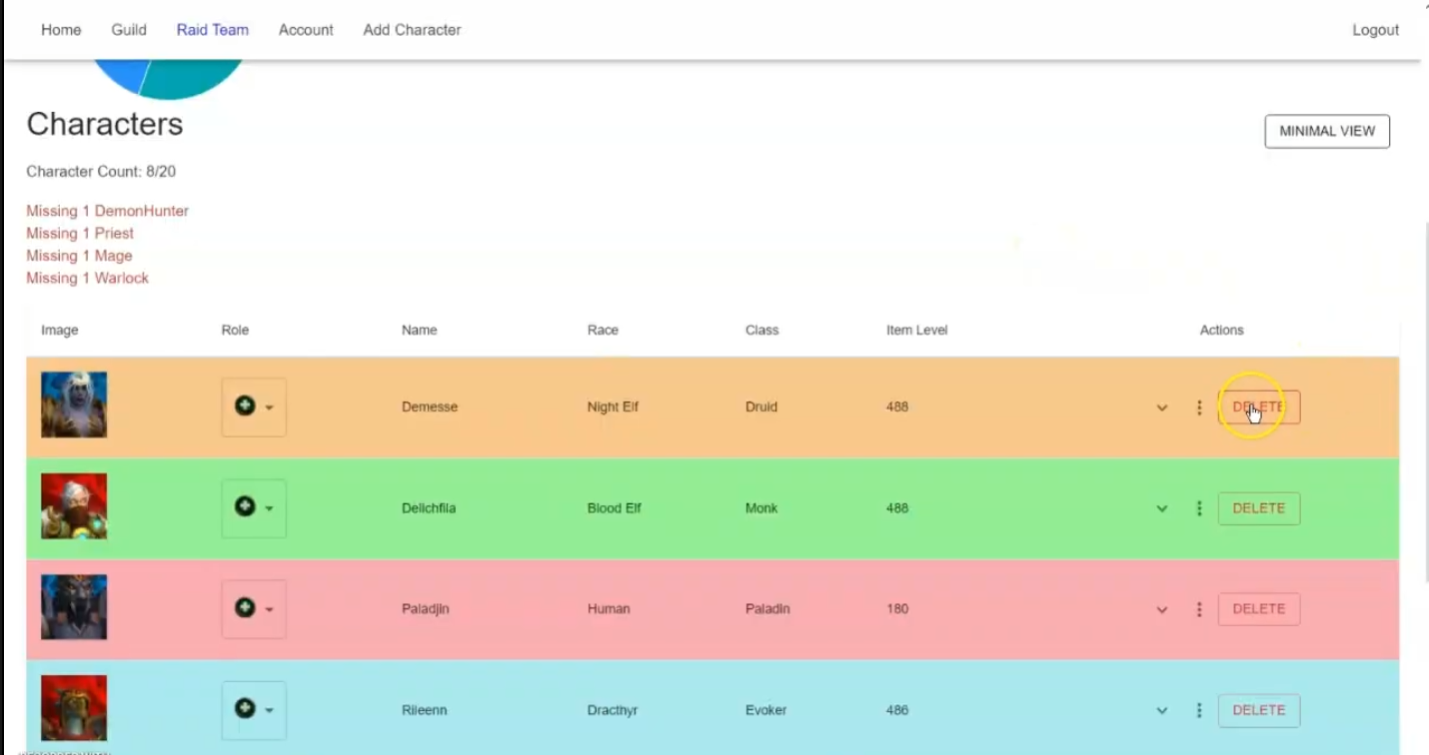 Home Guild Raid Team Account Add Character Logout
Characters
MINIMAL VIEW
Character Count: 8/20
Missing 1 DemonHunter
Missing 1 Priest
Missing 1 Mage
Missing 1 Warlock
Image Role Name Race Class Item Level Actions
Demesse Night Elf Druid 488 DELETE
Delichfila Blood Elf Monk 488 DELETE
Paladjin Human Paladin 180 DELETE
Rileenn Dracthyr Evoker 486 DELETE